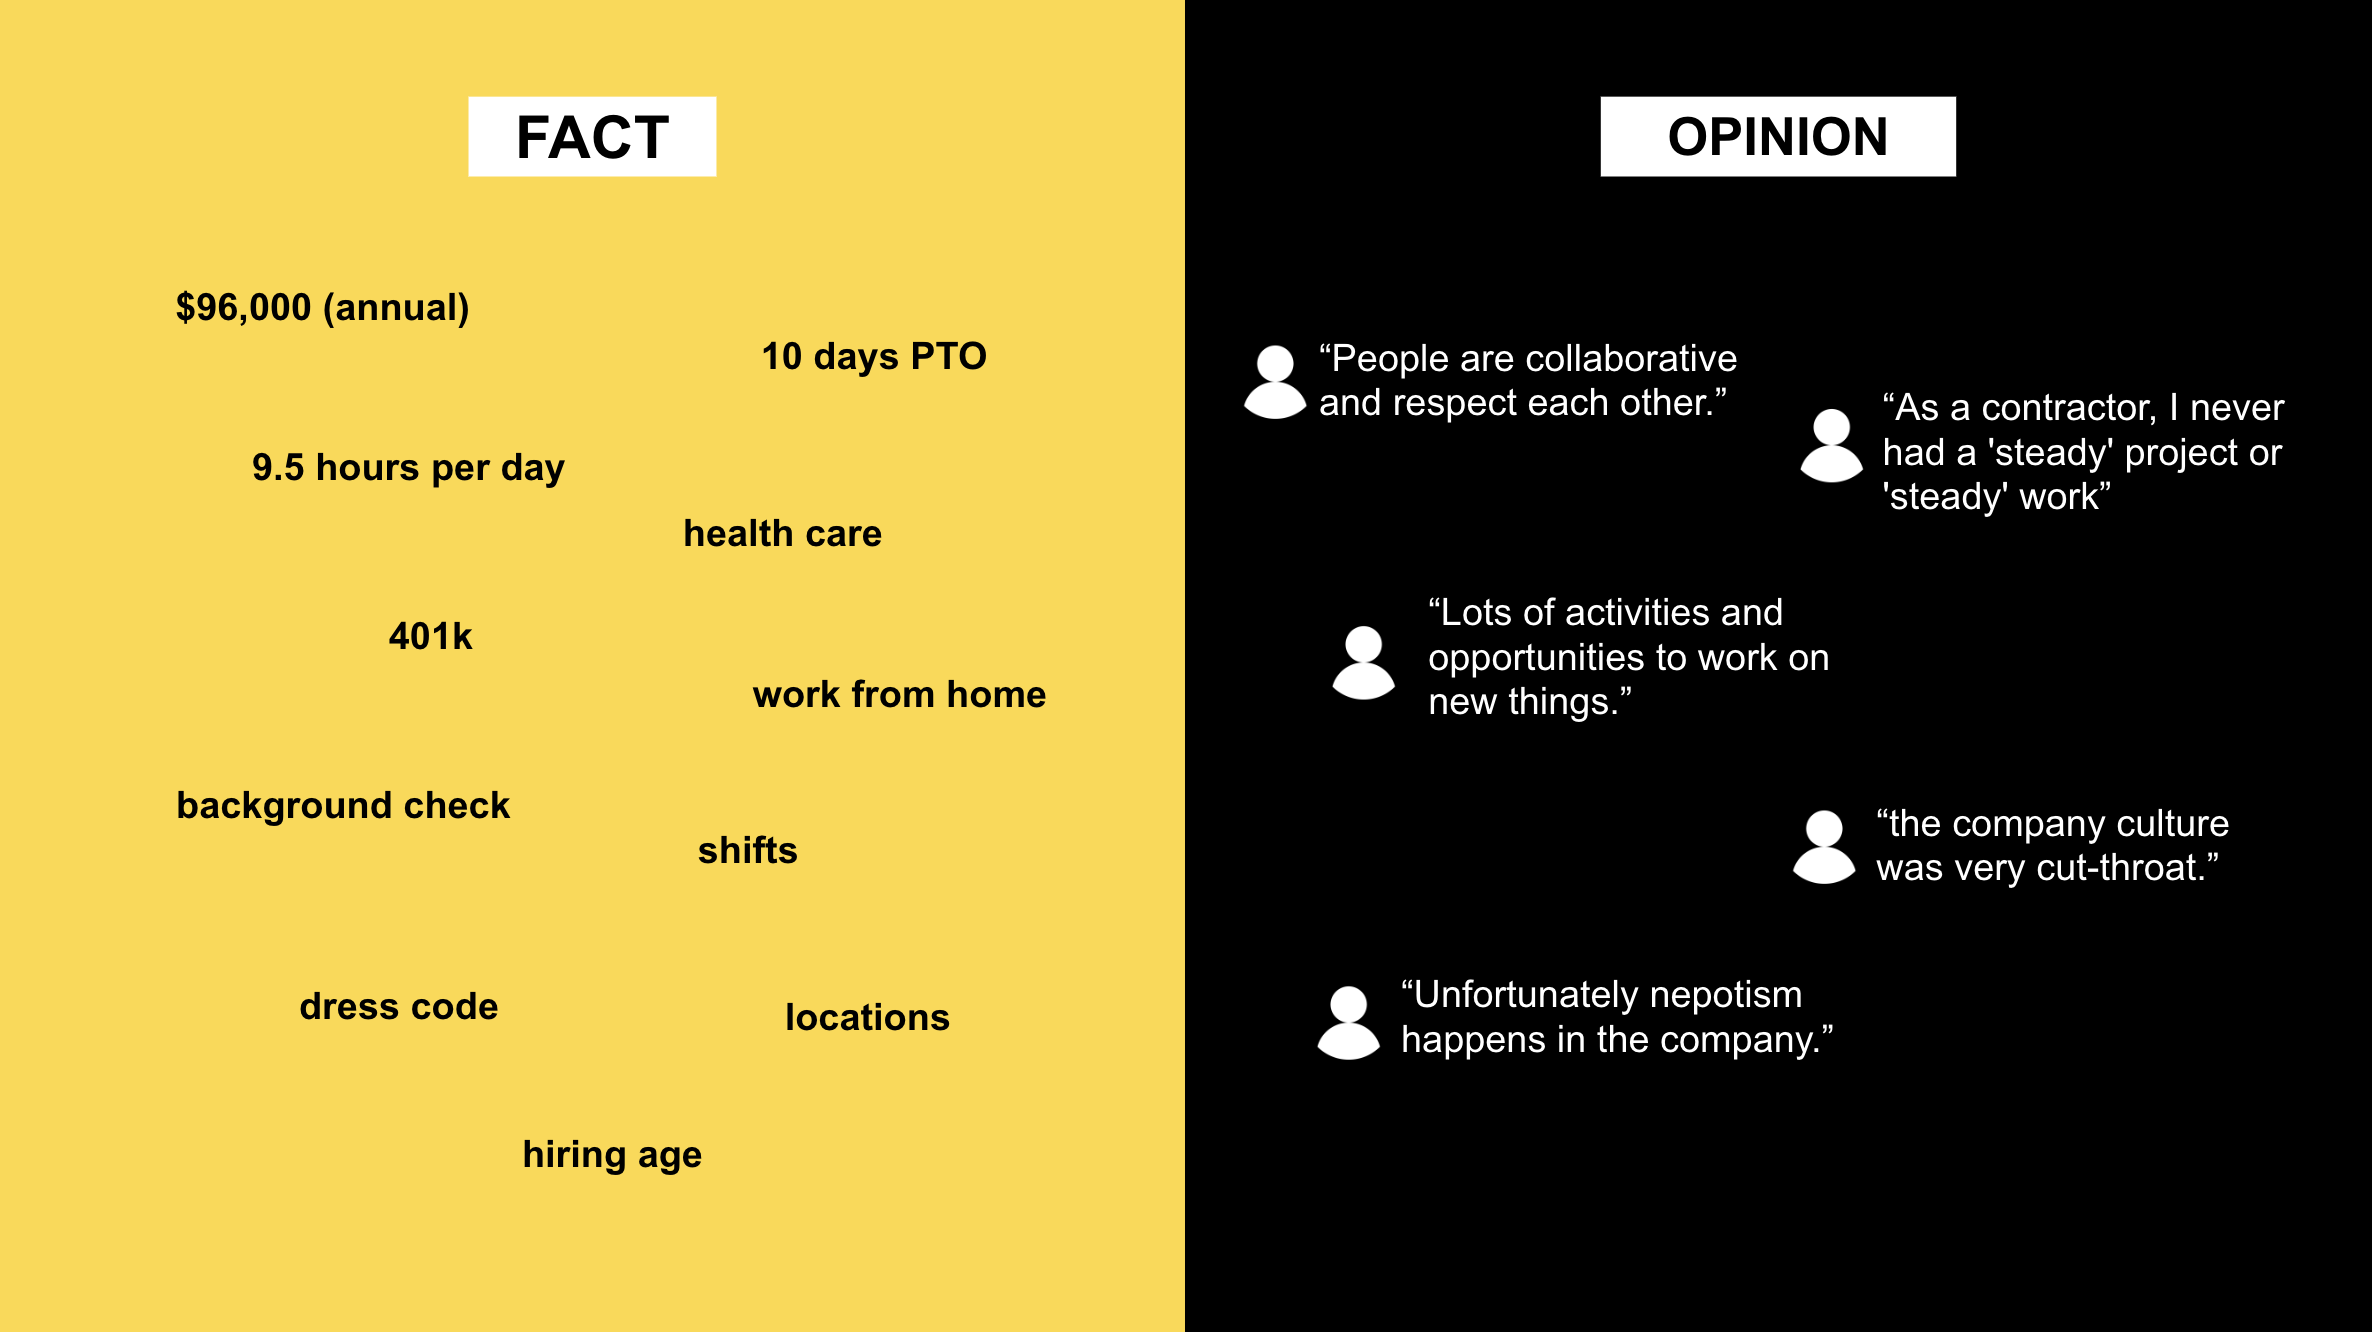 FACT
$96,000 (annual)
10 days PTO
9.5 hours per day
health care
401k
work from home
background check
shifts
dress code
locations
hiring age
OPINION
“People are collaborative
and respect each other.”
“As a contractor, I never
had a 'steady' project or
'steady' work”
“Lots of activities and
opportunities to work on
new things.”
“the company culture
was very cut-throat.”
“Unfortunately nepotism
happens in the company.”